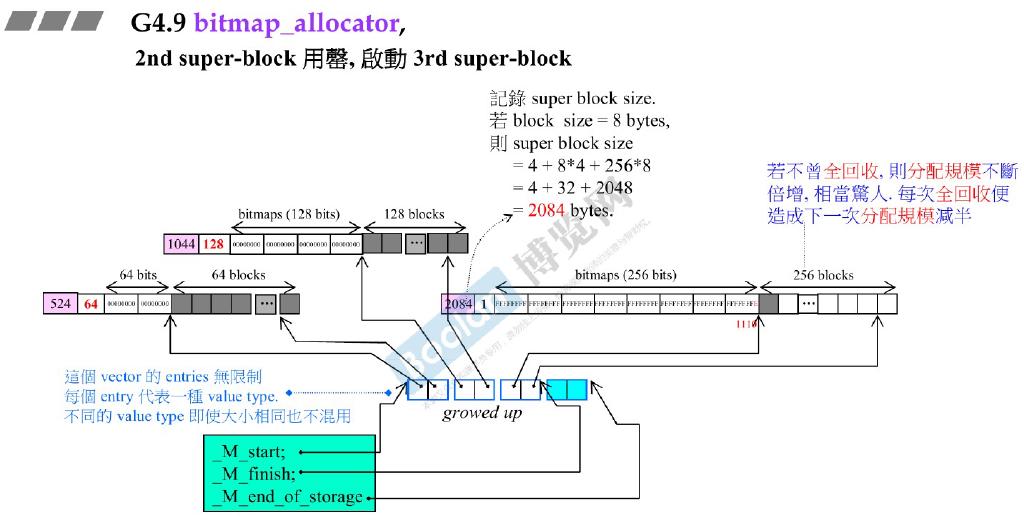 G4.9 bitmap_allocator,
2nd super-block 用罄, 啟動 3rd super-block
記錄 super block size.
若 block size = 8 bytes,
則 super block size
= 4 + 8*4 + 256*8
= 4 + 32 + 2048
= 2084 bytes.
若不曾全回收, 則分配規模不斷
倍增, 相當驚人. 每次全回收便
造成下一次分配規模減半
bitmaps (128 bits)
128 blocks
1044 128 00000000 00000000 00000000 00000000 ...
64 bits
64 blocks
bitmaps (256 bits)
256 blocks
524 64 00000000 00000000 ...
2084 1 FFFFFFFF FFFFFFFF FFFFFFFF FFFFFFFF FFFFFFFF FFFFFFFF FFFFFFFF FFFFFFFE ...
1110
這個 vector 的 entries 無限制
每個 entry 代表一種 value type.
不同的 value type 即使大小相同也不混用
growed up
_M_start;
_M_finish;
_M_end_of_storage
Boolan
博览网